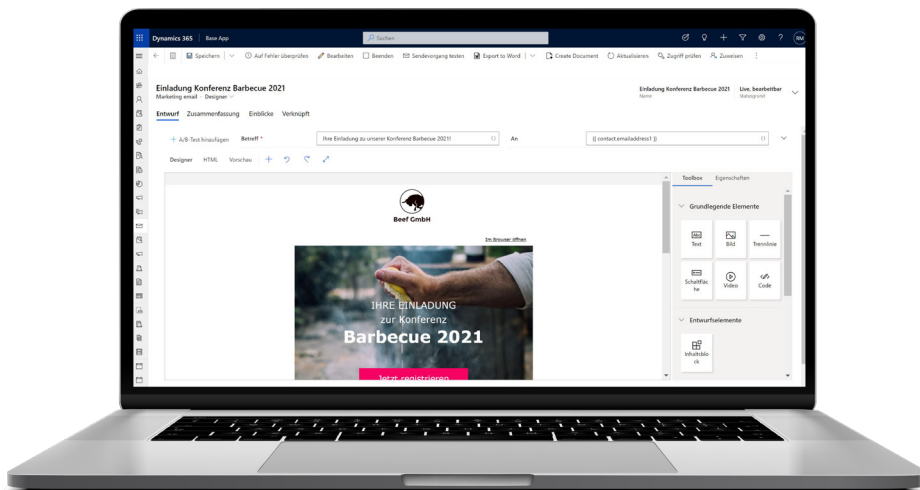 Dynamics 365 Base App Suchen ? RM
Speichern Auf Fehler überprüfen Bearbeiten Beenden Sendevorgang testen Export to Word Create Document Aktualisieren Zugriff prüfen Zuweisen
Einladung Konferenz Barbecue 2021 Einladung Konferenz Barbecue 2021 Live, bearbeitbar
Marketing email · Designer Name Statusgrund
Entwurf Zusammenfassung Einblicke Verknüpft
+ A/B-Test hinzufügen Betreff * Ihre Einladung zu unserer Konferenz Barbecue 2021! {} An {{ contact.emailaddress1 }} {}
Designer HTML Vorschau Toolbox Eigenschaften
Grundlegende Elemente
Beef GmbH
Im Browser öffnen
Abc
Text Bild Trennlinie
IHRE EINLADUNG
zur Konferenz
Barbecue 2021
Jetzt registrieren
Schaltfläc
he Video Code
Entwurfselemente
Inhaltsblo
ck